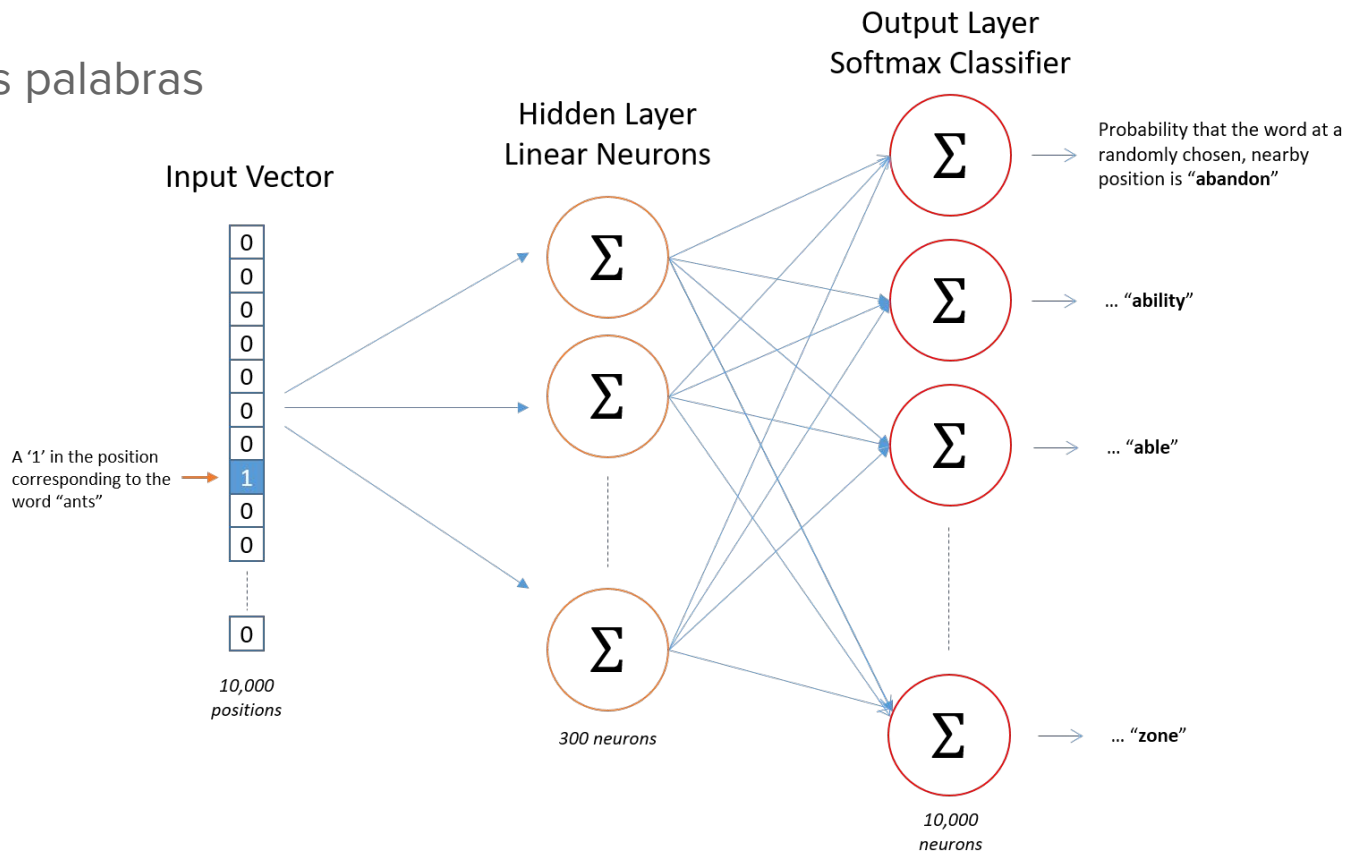 s palabras
Output Layer
Softmax Classifier
Hidden Layer
Linear Neurons
Input Vector
0
0
0
0
0
0
0
1
0
0
0
A ‘1’ in the position
corresponding to the
word “ants”
10,000
positions
Σ
Σ
Σ
300 neurons
Σ
Σ
Σ
Σ
10,000
neurons
Probability that the word at a
randomly chosen, nearby
position is “abandon”
... “ability”
... “able”
... “zone”